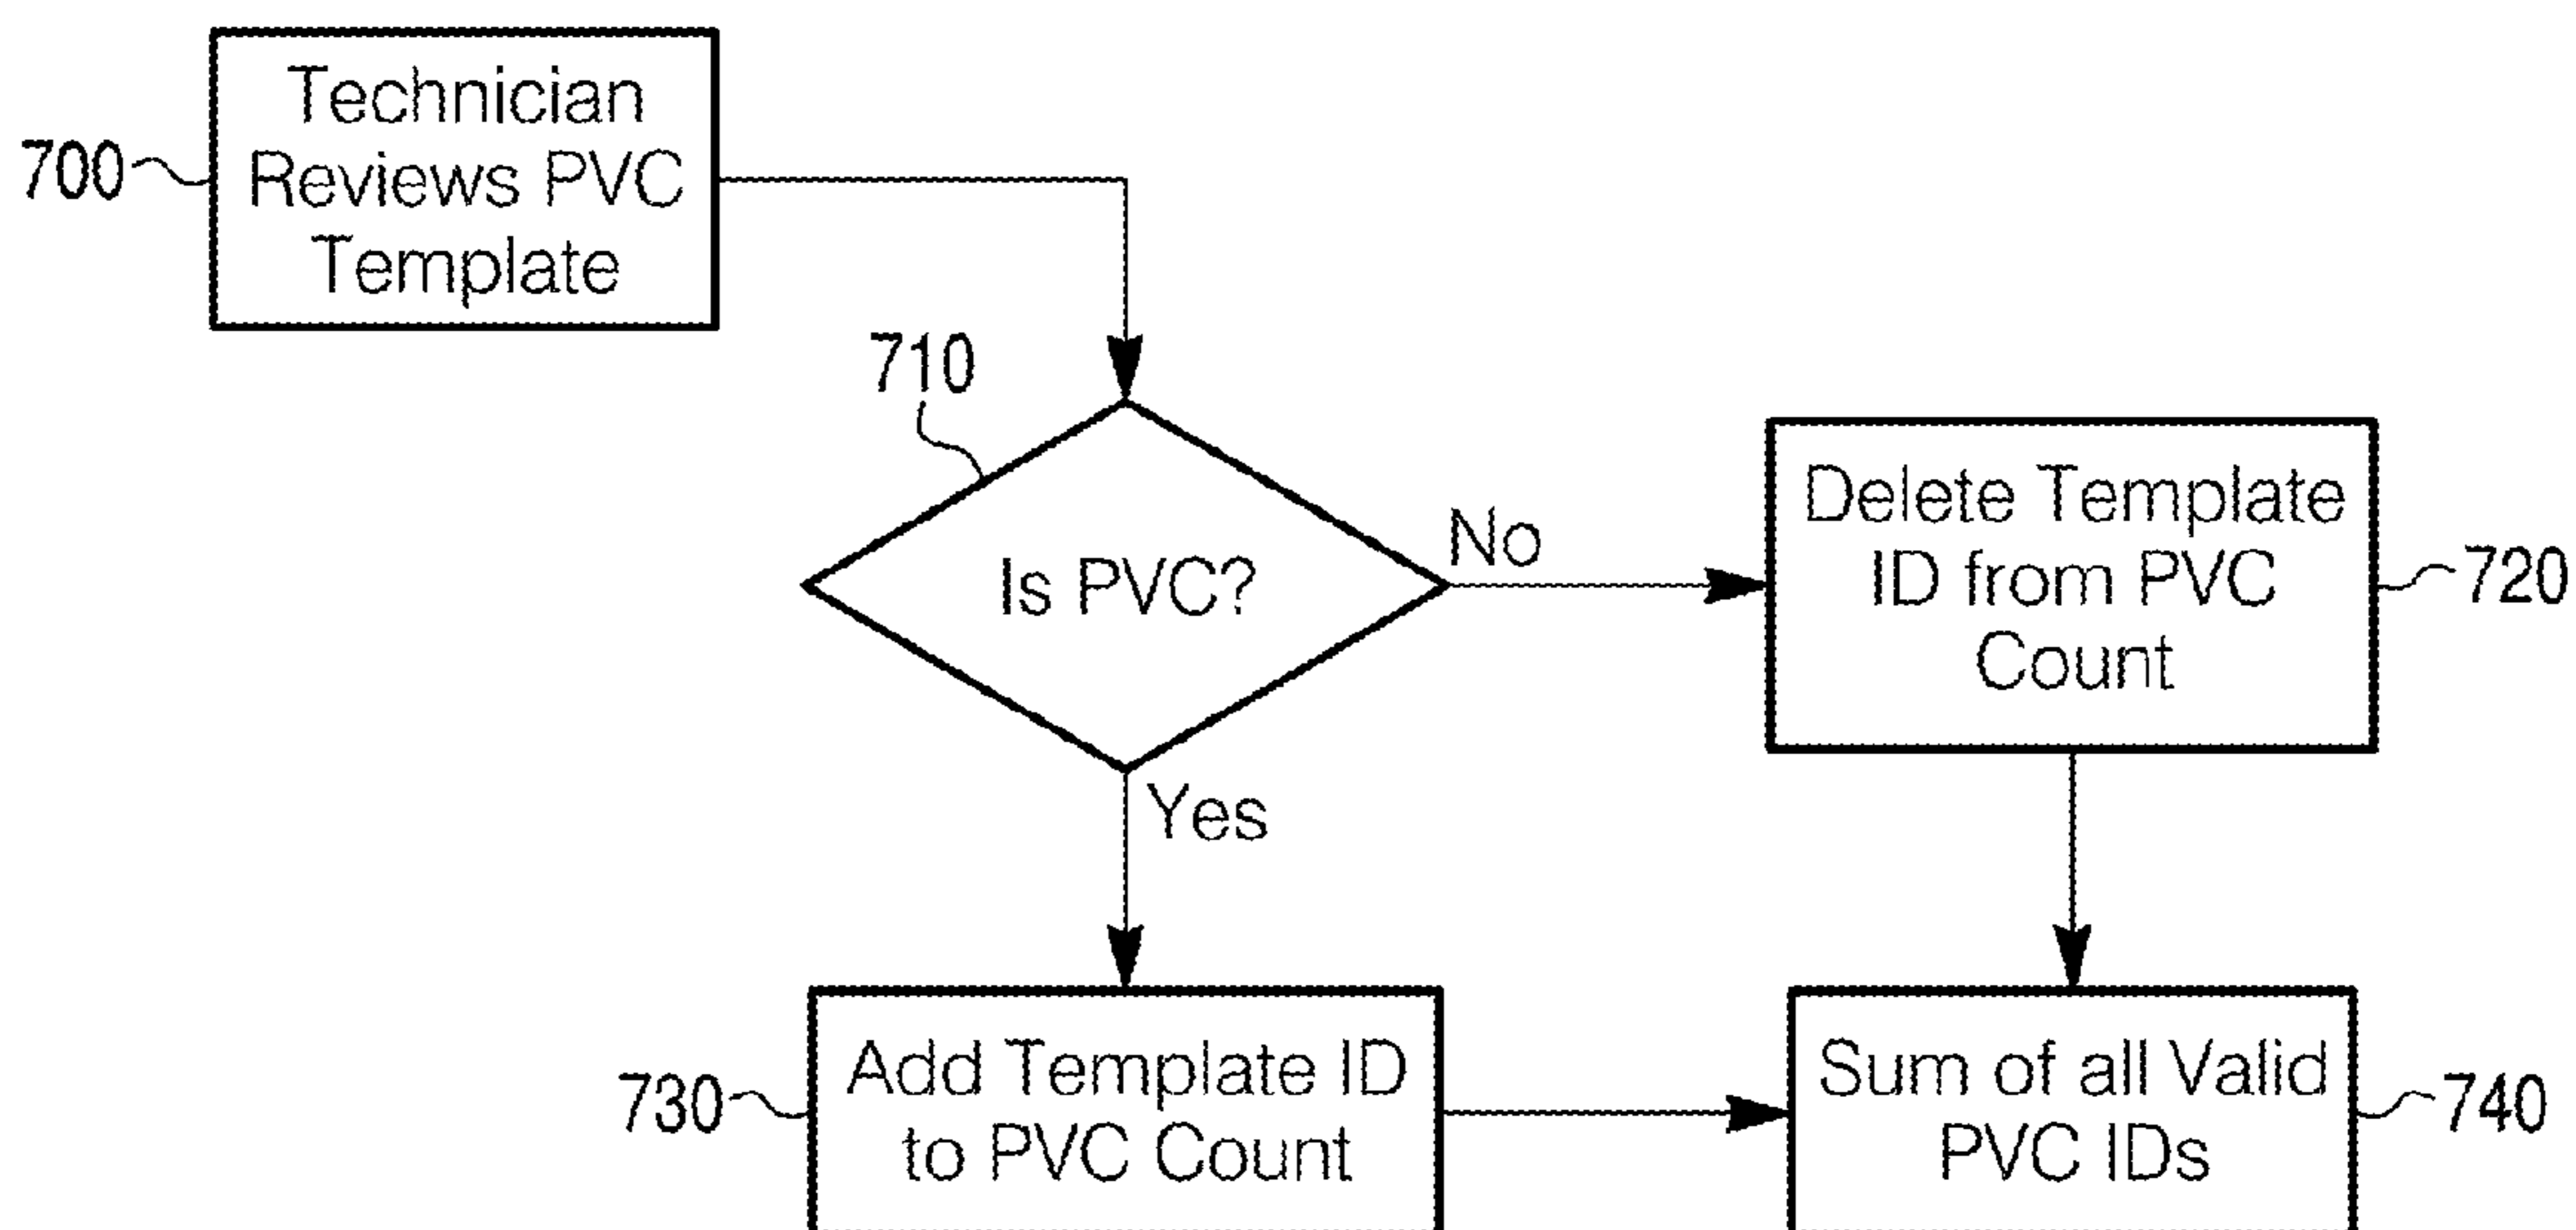 Technician
700
Reviews PVC
Template
710
No
Is PVC?
Delete Template
ID from PVC
Count
720
Yes
730
Add Template ID
to PVC Count
Sum of all Valid
PVC IDs
740